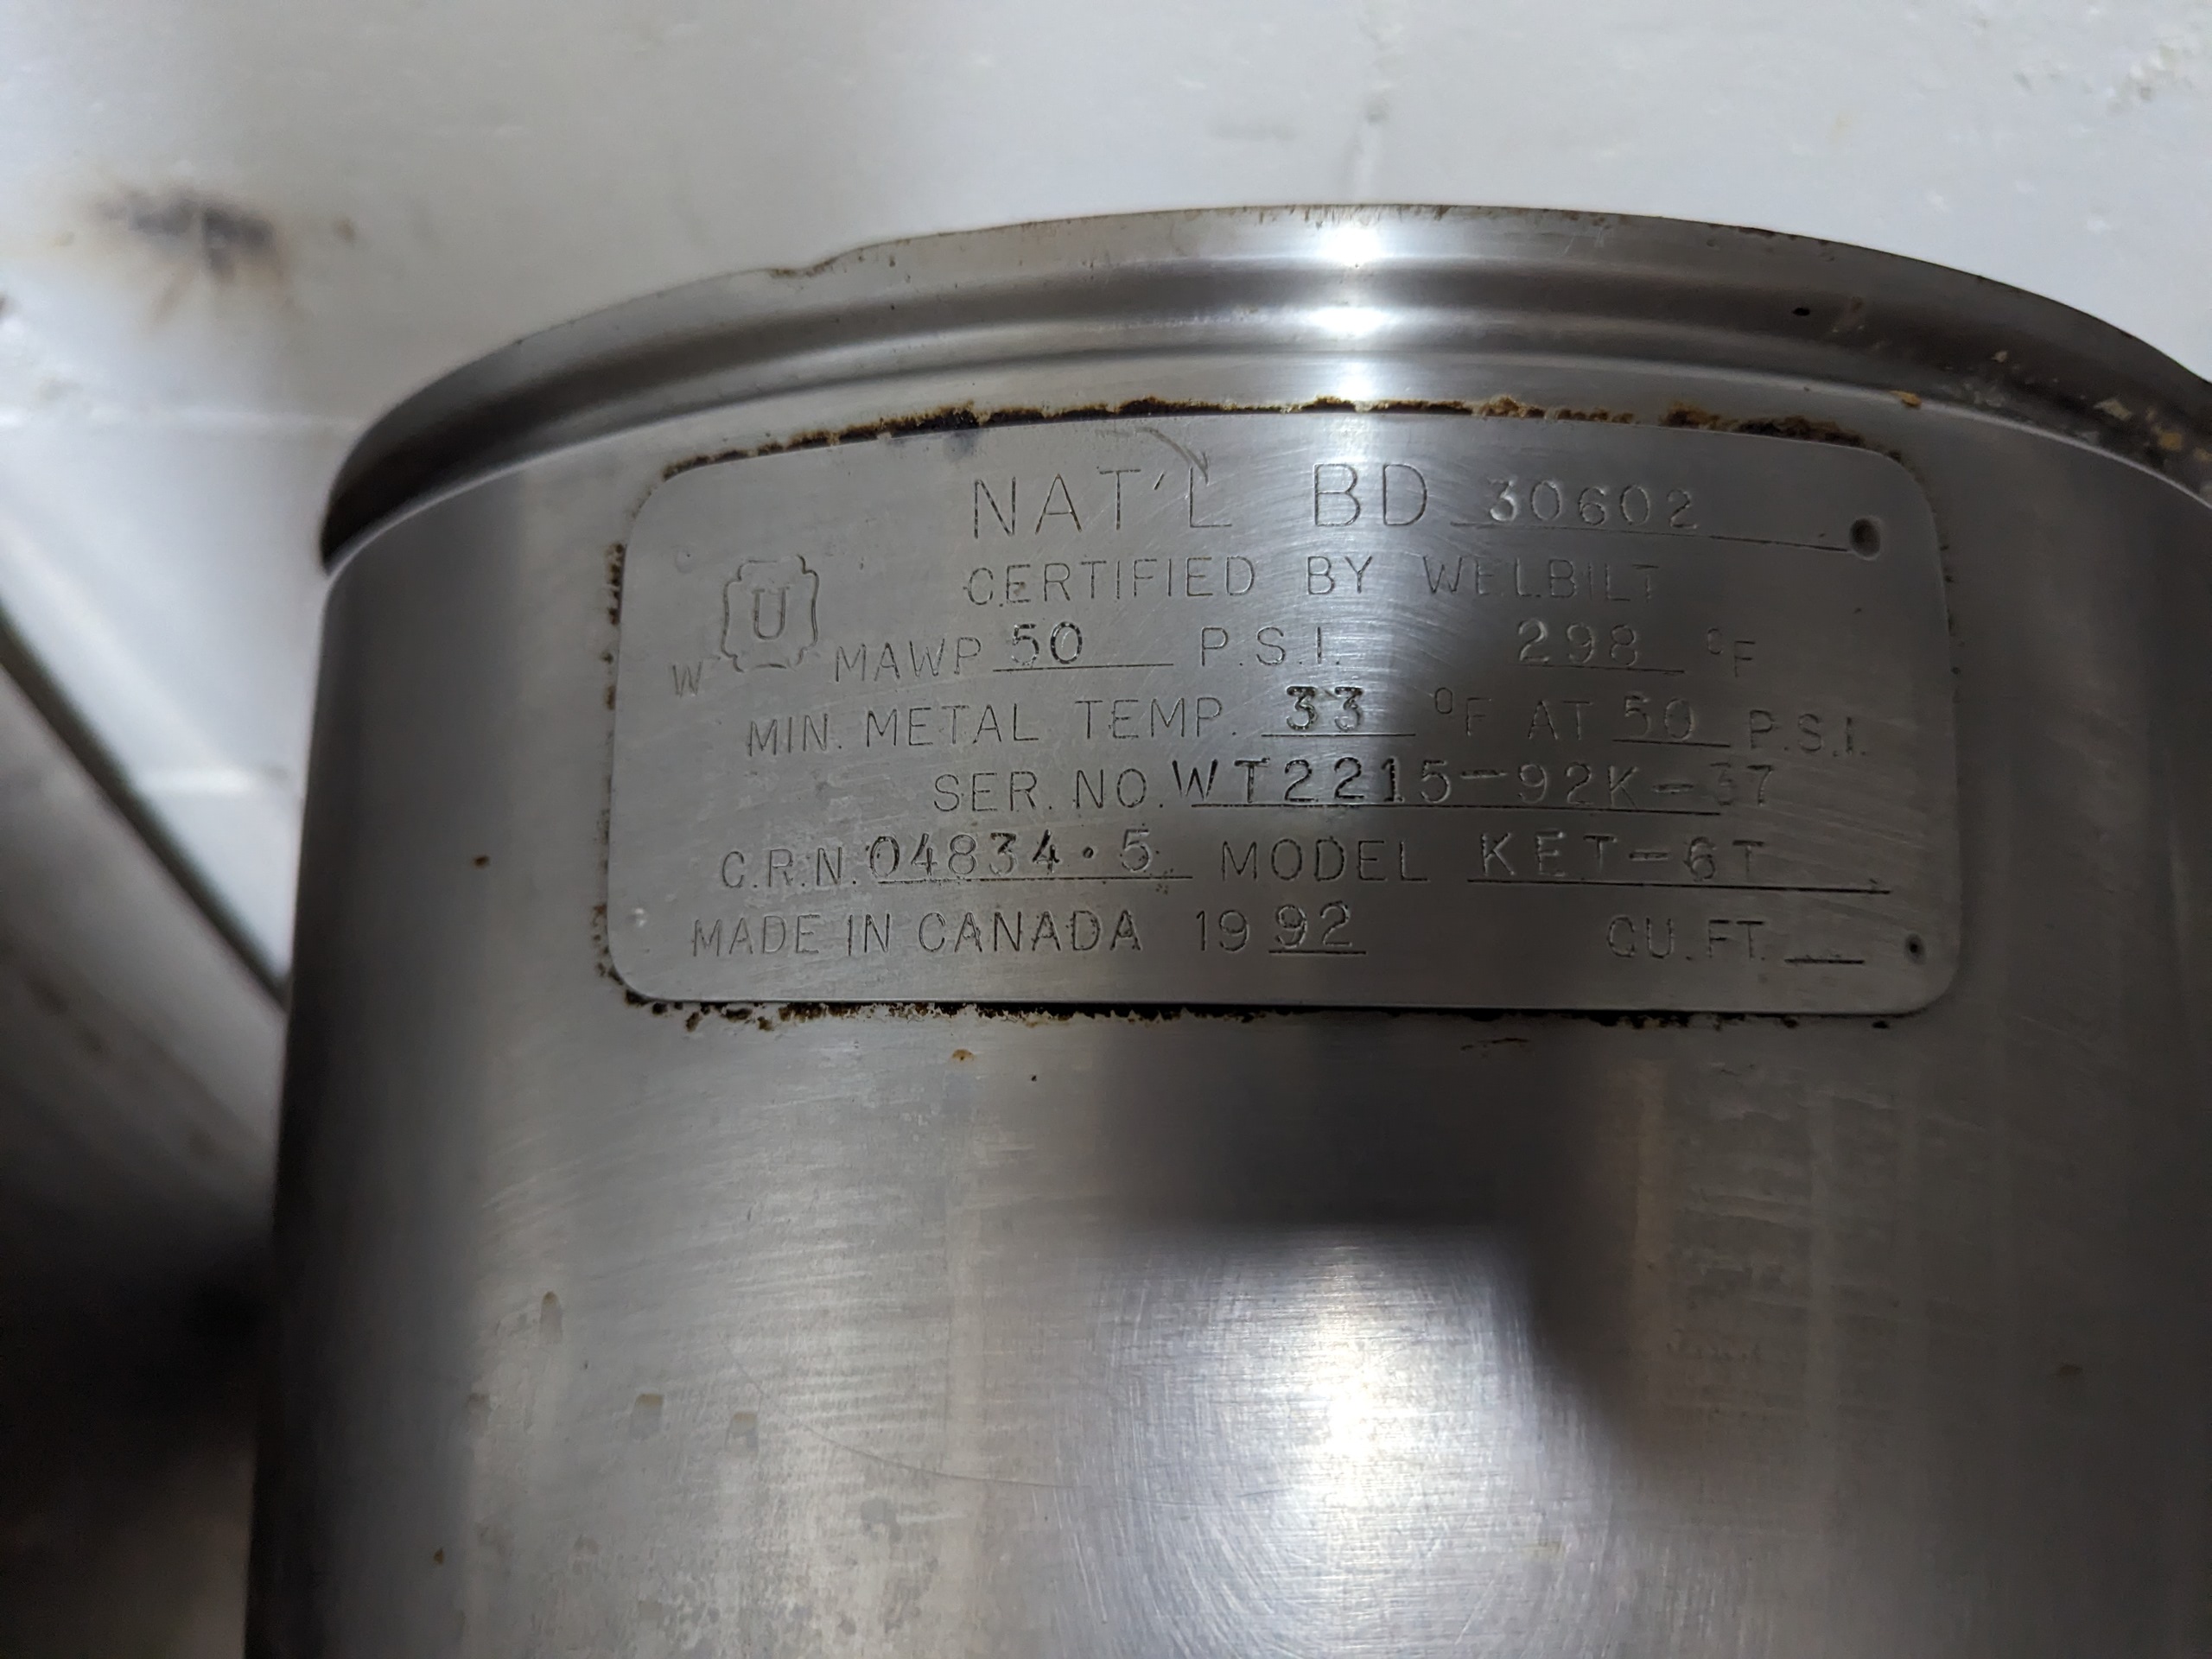 NAT'L BD 30602
CERTIFIED BY WELBILT
U
W MAWP 50 P.S.I. 298 °F
MIN. METAL TEMP. 33 °F AT 50 P.S.I.
SER. NO. WT2215-92K-37
C.R.N. 04834.5 MODEL KET-6T
MADE IN CANADA 1992 CU. FT.